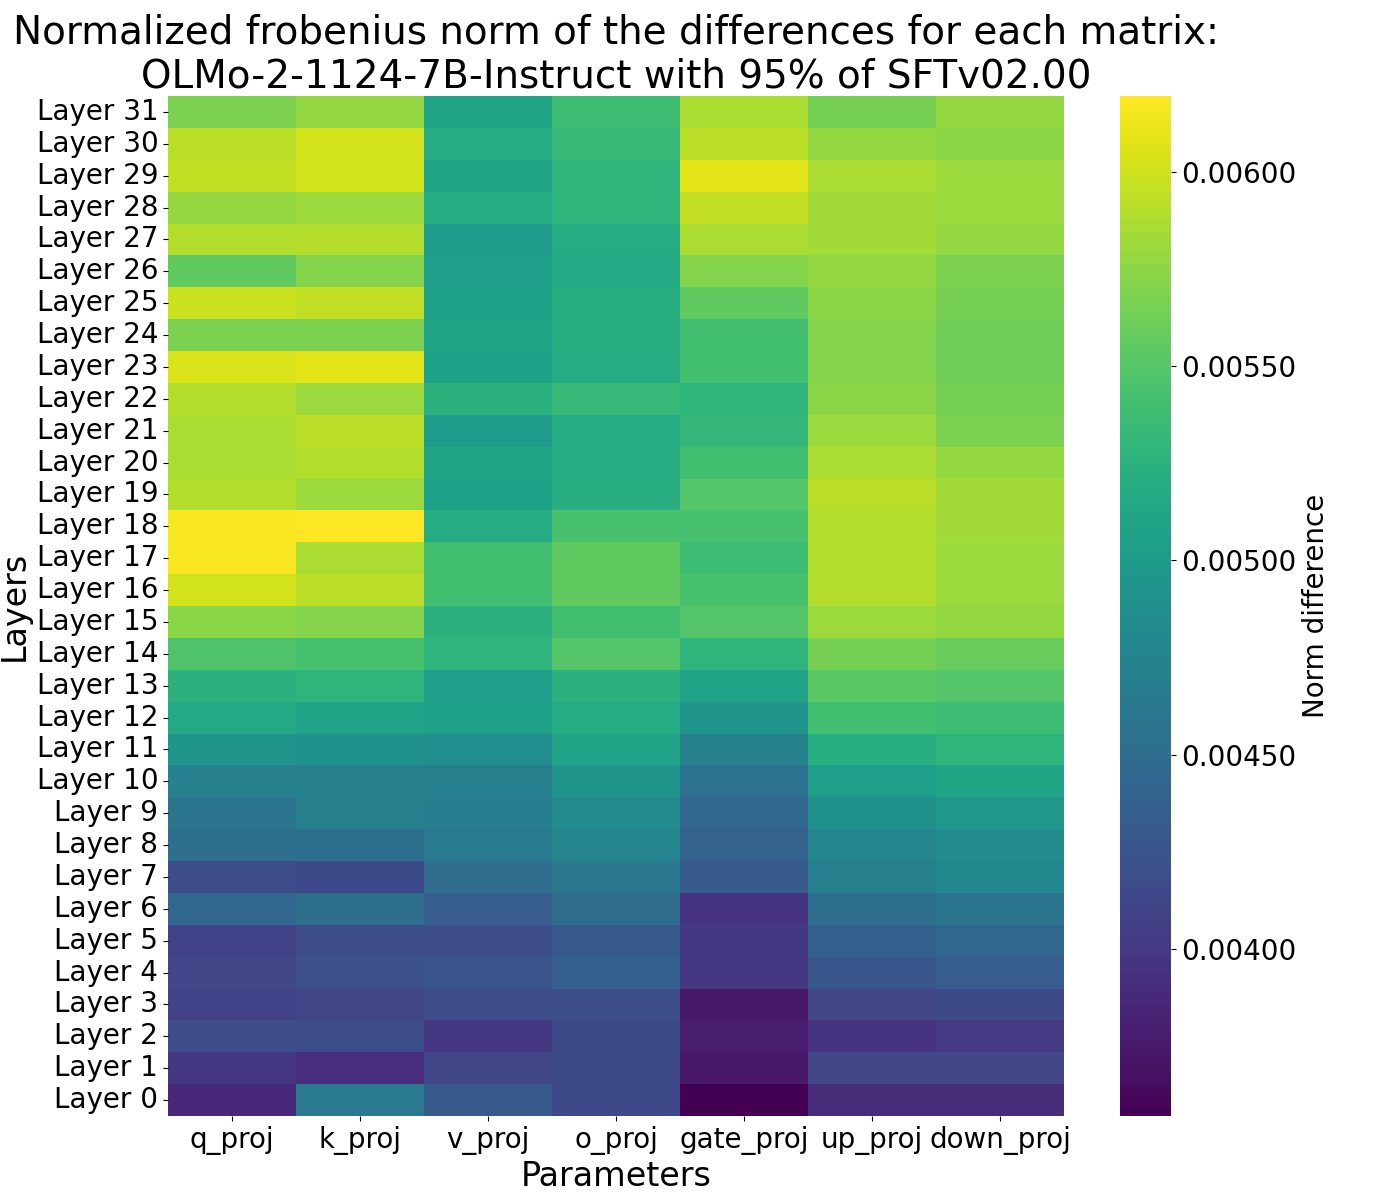 Normalized frobenius norm of the differences for each matrix:
OLMo-2-1124-7B-Instruct with 95% of SFTv02.00
Layers
Layer 31
Layer 30
Layer 29
Layer 28
Layer 27
Layer 26
Layer 25
Layer 24
Layer 23
Layer 22
Layer 21
Layer 20
Layer 19
Layer 18
Layer 17
Layer 16
Layer 15
Layer 14
Layer 13
Layer 12
Layer 11
Layer 10
Layer 9
Layer 8
Layer 7
Layer 6
Layer 5
Layer 4
Layer 3
Layer 2
Layer 1
Layer 0
q_proj k_proj v_proj o_proj gate_proj up_proj down_proj
Parameters
0.00600
0.00550
0.00500
0.00450
0.00400
Norm difference